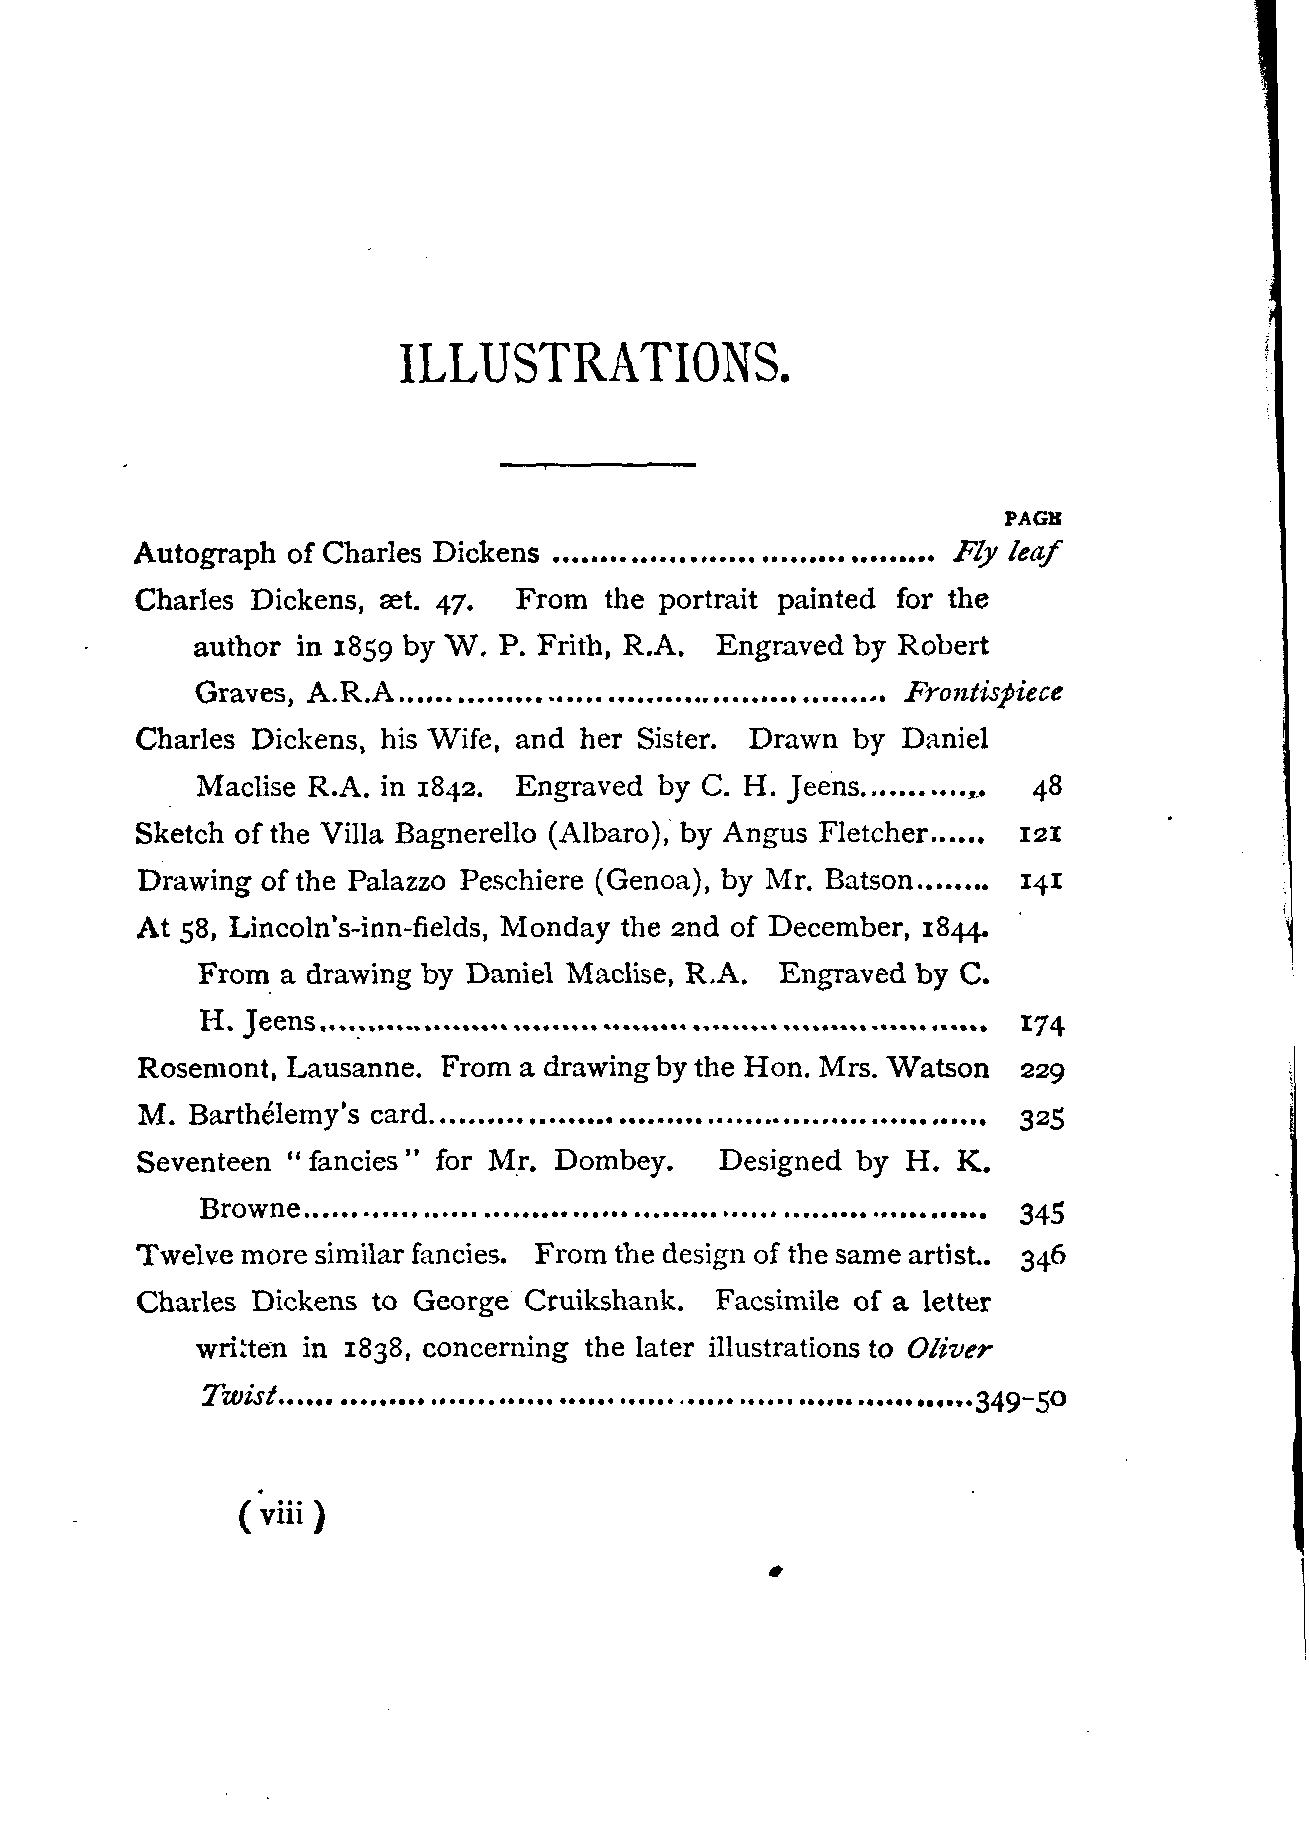 ILLUSTRATIONS.
PAGE
Autograph of Charles Dickens ........................................ Fly leaf
Charles Dickens, æt. 47. From the portrait painted for the
author in 1859 by W. P. Frith, R.A. Engraved by Robert
Graves, A.R.A................................................ Frontispiece
Charles Dickens, his Wife, and her Sister. Drawn by Daniel
Maclise R.A. in 1842. Engraved by C. H. Jeens............. 48
Sketch of the Villa Bagnerello (Albaro), by Angus Fletcher...... 121
Drawing of the Palazzo Peschiere (Genoa), by Mr. Batson........ 141
At 58, Lincoln's-inn-fields, Monday the 2nd of December, 1844.
From a drawing by Daniel Maclise, R.A. Engraved by C.
H. Jeens.................................................................. 174
Rosemont, Lausanne. From a drawing by the Hon. Mrs. Watson 229
M. Barthélemy's card........................................................ 325
Seventeen "fancies" for Mr. Dombey. Designed by H. K.
Browne.................................................................... 345
Twelve more similar fancies. From the design of the same artist.. 346
Charles Dickens to George Cruikshank. Facsimile of a letter
written in 1838, concerning the later illustrations to Oliver
Twist.....................................................................349-50
( viii )